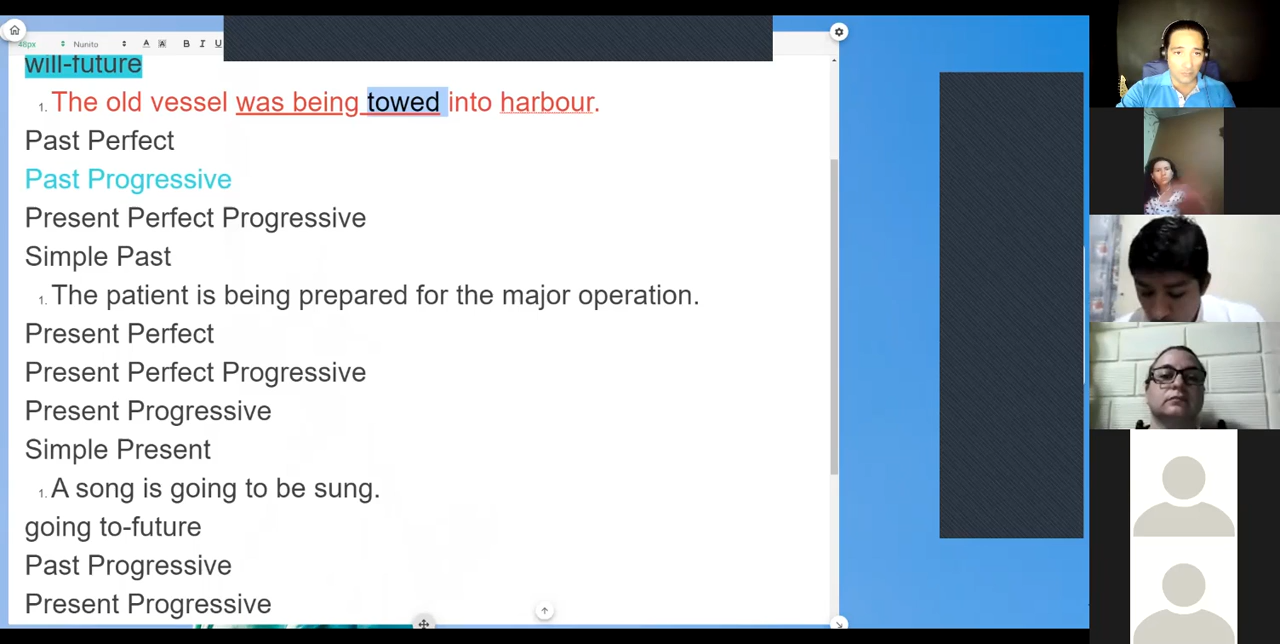 48px Nunito A A B I U
will-future
1. The old vessel was being towed into harbour.
Past Perfect
Past Progressive
Present Perfect Progressive
Simple Past
1. The patient is being prepared for the major operation.
Present Perfect
Present Perfect Progressive
Present Progressive
Simple Present
1. A song is going to be sung.
going to-future
Past Progressive
Present Progressive